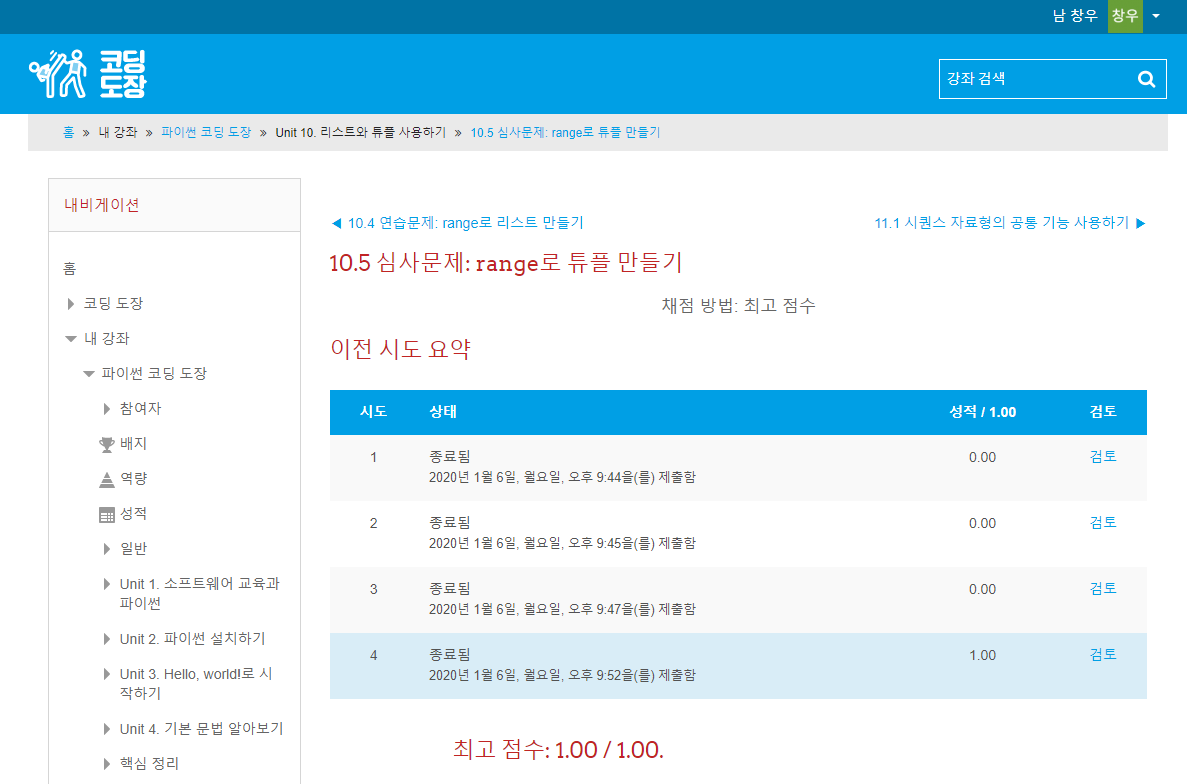 남 창우 창우
코딩
도장
강좌 검색
홈 » 내 강좌 » 파이썬 코딩 도장 » Unit 10. 리스트와 튜플 사용하기 » 10.5 심사문제: range로 튜플 만들기
내비게이션
홈
코딩 도장
내 강좌
파이썬 코딩 도장
참여자
배지
역량
성적
일반
Unit 1. 소프트웨어 교육과
파이썬
Unit 2. 파이썬 설치하기
Unit 3. Hello, world!로 시
작하기
Unit 4. 기본 문법 알아보기
핵심 정리
◀ 10.4 연습문제: range로 리스트 만들기
11.1 시퀀스 자료형의 공통 기능 사용하기 ▶
10.5 심사문제: range로 튜플 만들기
채점 방법: 최고 점수
이전 시도 요약
시도 상태 성적 / 1.00 검토
1 종료됨 0.00 검토
2020년 1월 6일, 월요일, 오후 9:44을(를) 제출함
2 종료됨 0.00 검토
2020년 1월 6일, 월요일, 오후 9:45을(를) 제출함
3 종료됨 0.00 검토
2020년 1월 6일, 월요일, 오후 9:47을(를) 제출함
4 종료됨 1.00 검토
2020년 1월 6일, 월요일, 오후 9:52을(를) 제출함
최고 점수: 1.00 / 1.00.